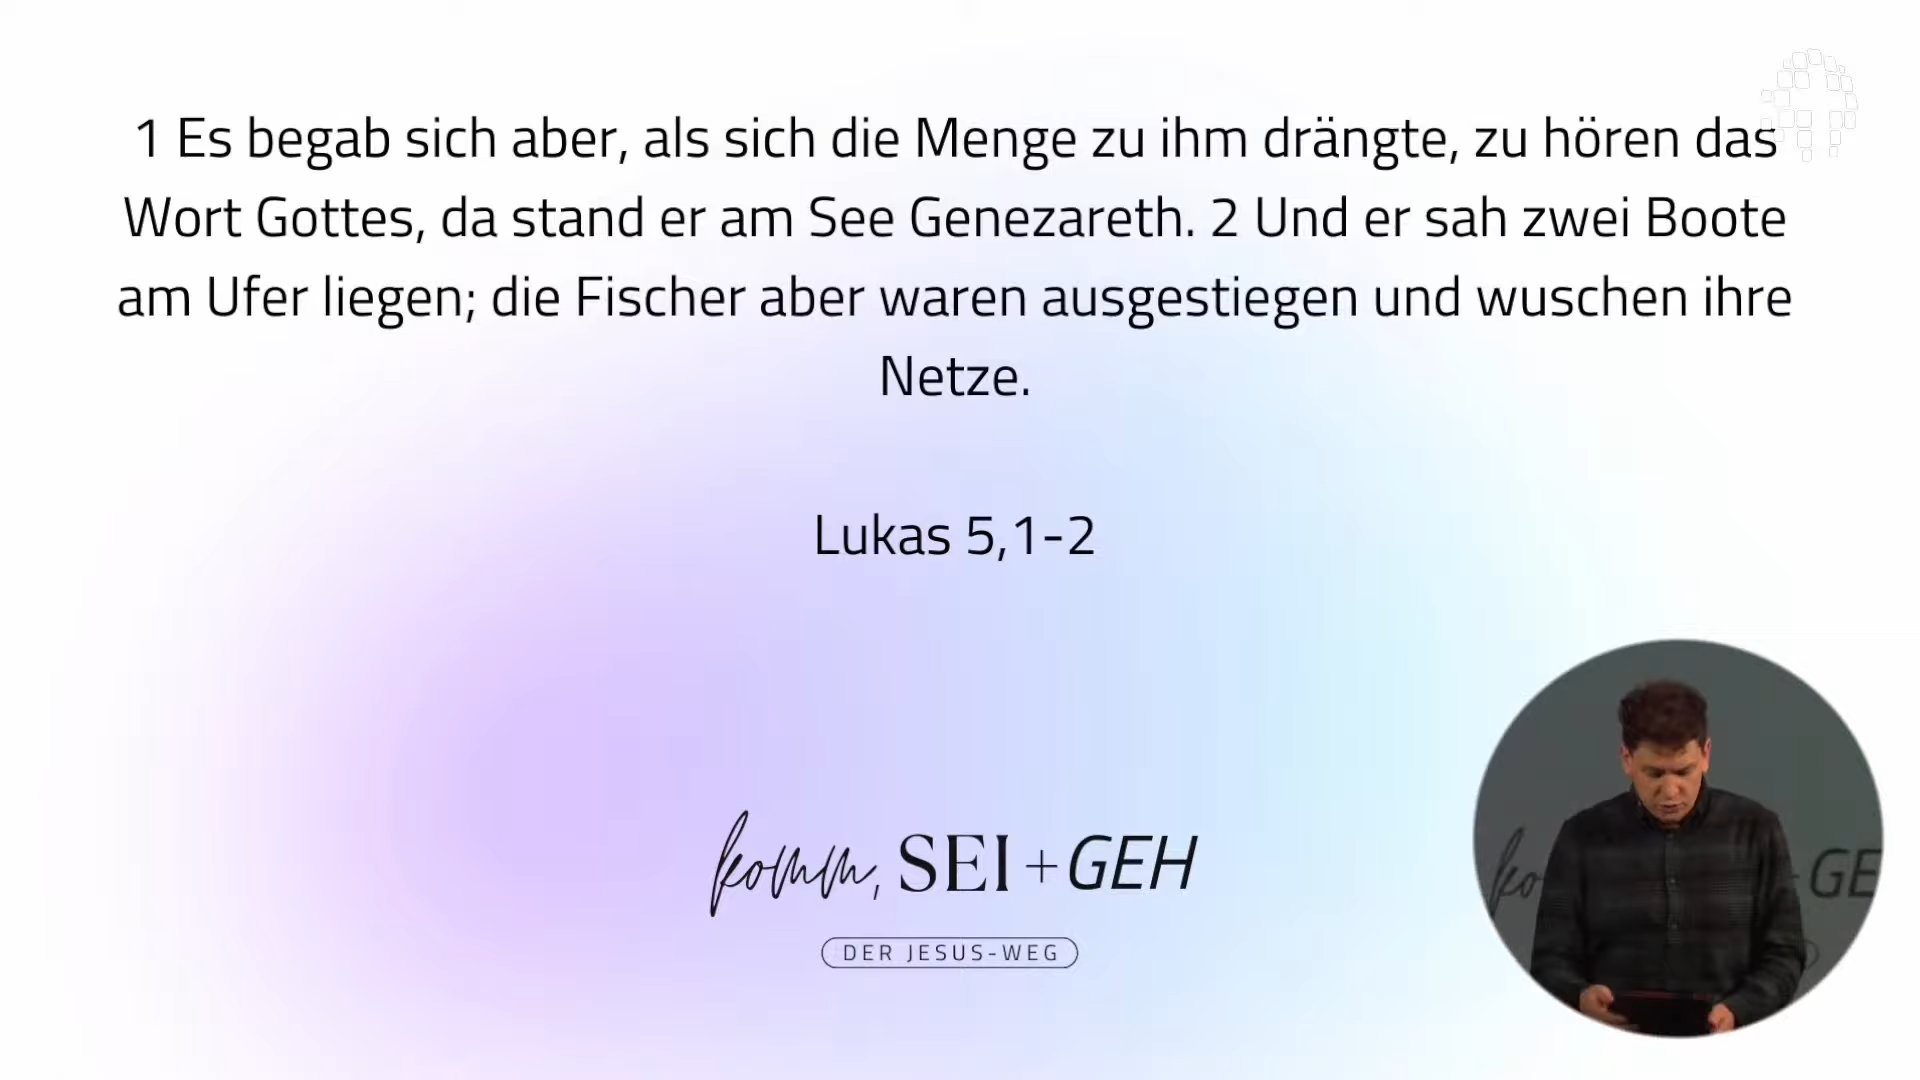 1 Es begab sich aber, als sich die Menge zu ihm drängte, zu hören das
Wort Gottes, da stand er am See Genezareth. 2 Und er sah zwei Boote
am Ufer liegen; die Fischer aber waren ausgestiegen und wuschen ihre
Netze.
Lukas 5,1-2
komm, SEI + GEH
DER JESUS-WEG
ko
GE